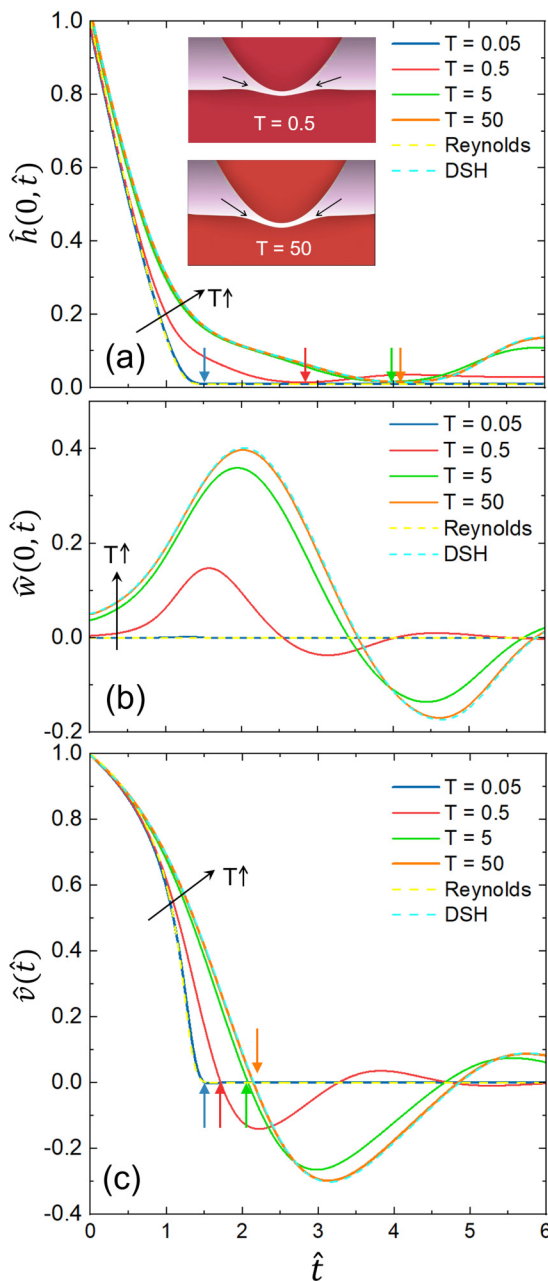 1.0
0.8
0.6
0.4
0.2
0.0
ĥ(0, t̂)
T = 0.5
T = 50
T = 0.05
T = 0.5
T = 5
T = 50
Reynolds
DSH
T↑
(a)
0.4
0.2
0.0
-0.2
ŵ(0, t̂)
T = 0.05
T = 0.5
T = 5
T = 50
Reynolds
DSH
T↑
(b)
1.0
0.8
0.6
0.4
0.2
0.0
-0.2
-0.4
v̂(t̂)
T = 0.05
T = 0.5
T = 5
T = 50
Reynolds
DSH
T↑
(c)
0 1 2 3 4 5 6
t̂